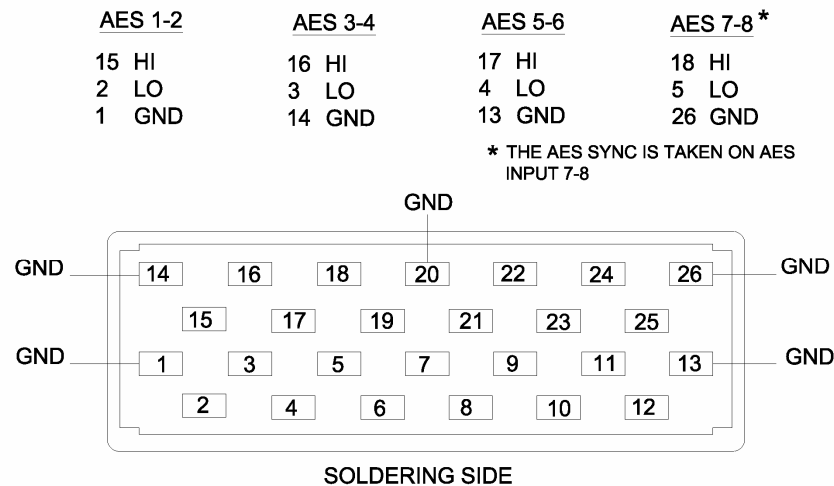 AES 1-2 AES 3-4 AES 5-6 AES 7-8 *
15 HI 16 HI 17 HI 18 HI
2 LO 3 LO 4 LO 5 LO
1 GND 14 GND 13 GND 26 GND
* THE AES SYNC IS TAKEN ON AES
INPUT 7-8
GND
GND 14 16 18 20 22 24 26 GND
15 17 19 21 23 25
GND 1 3 5 7 9 11 13 GND
2 4 6 8 10 12
SOLDERING SIDE